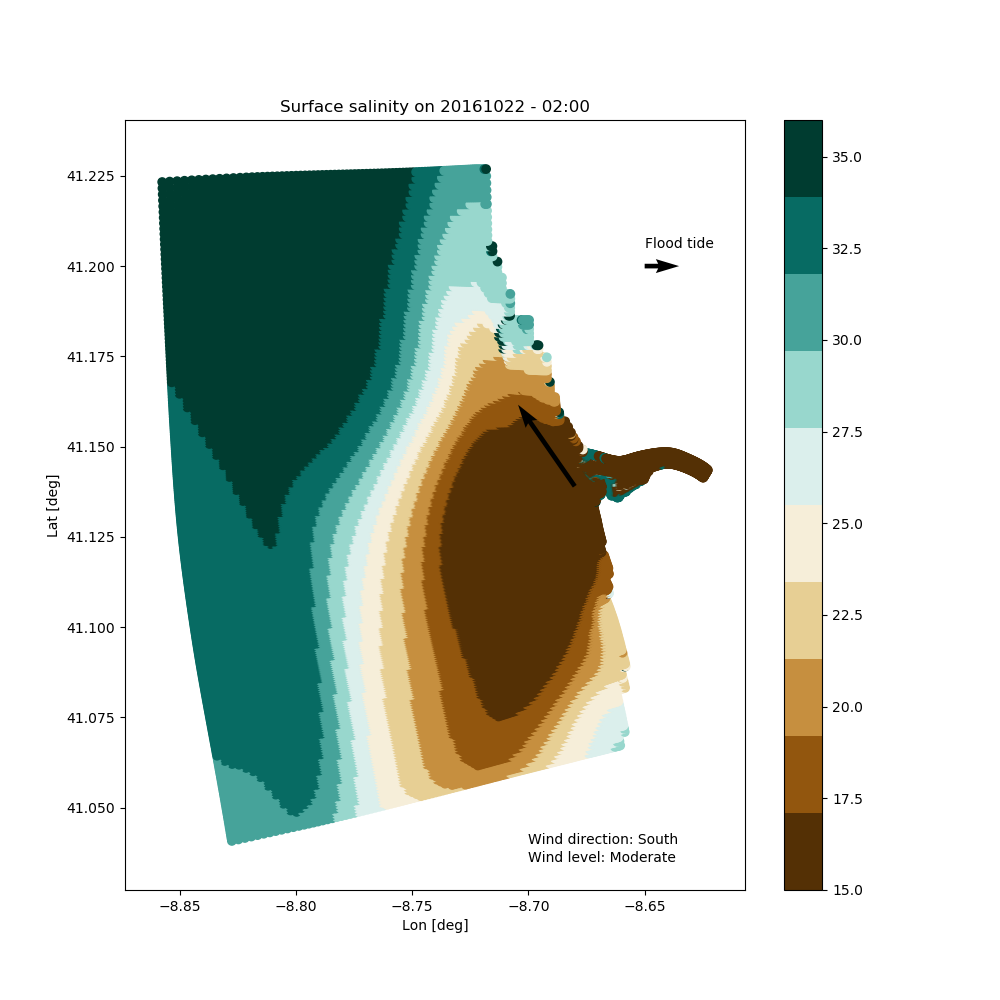 Surface salinity on 20161022 - 02:00
41.225
41.200
41.175
41.150
41.125
41.100
41.075
41.050
Lat [deg]
Flood tide
Wind direction: South
Wind level: Moderate
−8.85 −8.80 −8.75 −8.70 −8.65
Lon [deg]
35.0
32.5
30.0
27.5
25.0
22.5
20.0
17.5
15.0